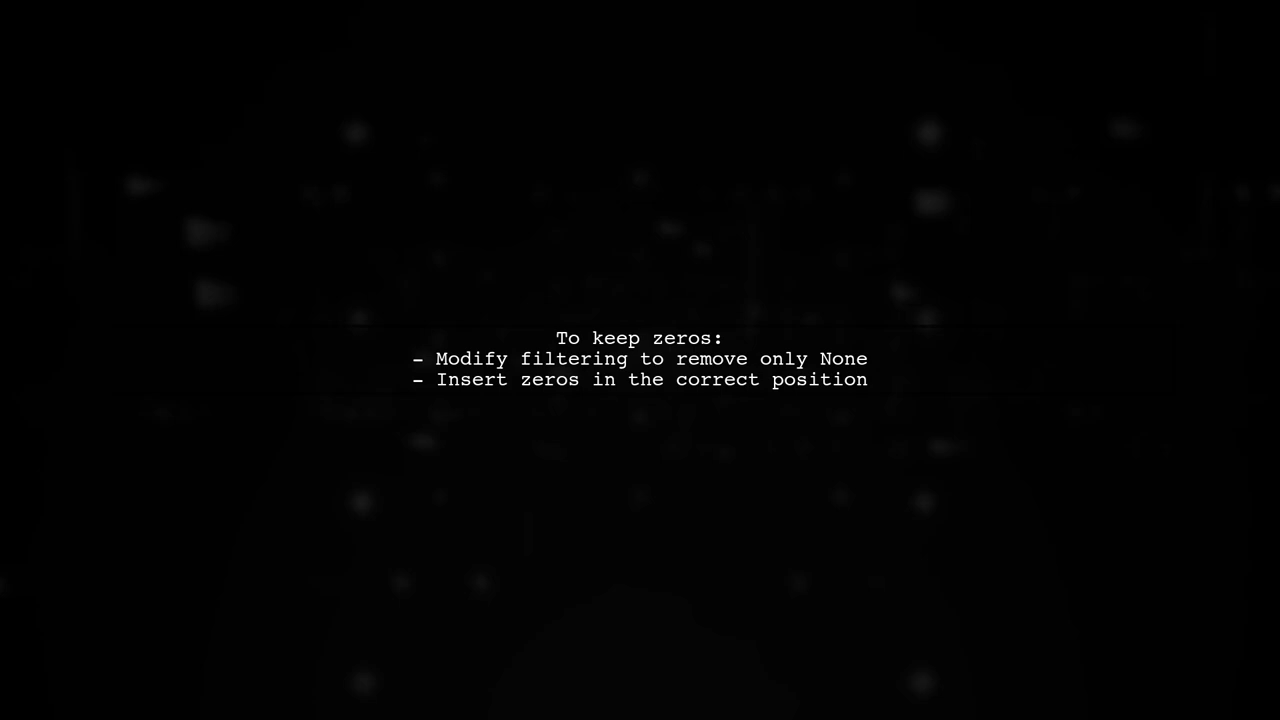 To keep zeros:
- Modify filtering to remove only None
- Insert zeros in the correct position